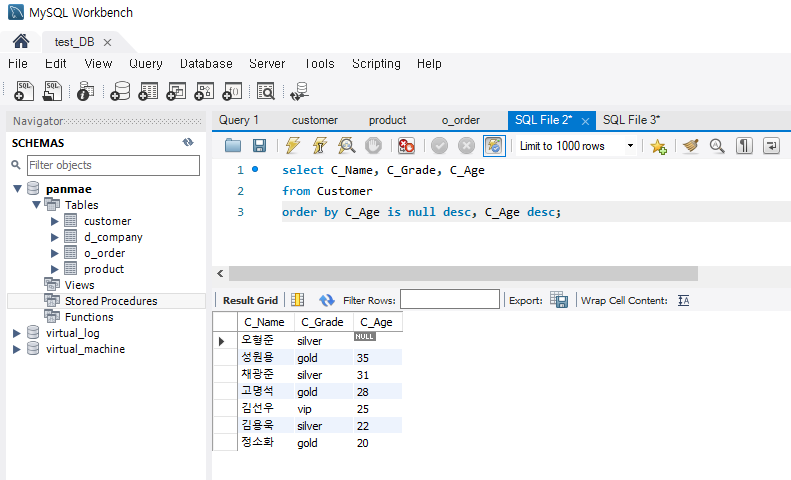 MySQL Workbench
test_DB
File Edit View Query Database Server Tools Scripting Help
Navigator
SCHEMAS
Filter objects
panmae
Tables
customer
d_company
o_order
product
Views
Stored Procedures
Functions
virtual_log
virtual_machine
Query 1 customer product o_order SQL File 2* SQL File 3*
Limit to 1000 rows
1 select C_Name, C_Grade, C_Age
2 from Customer
3 order by C_Age is null desc, C_Age desc;
Result Grid Filter Rows: Export: Wrap Cell Content: IA
C_Name C_Grade C_Age
오형준 silver NULL
성원용 gold 35
채광준 silver 31
고명석 gold 28
김선우 vip 25
김용욱 silver 22
정소화 gold 20